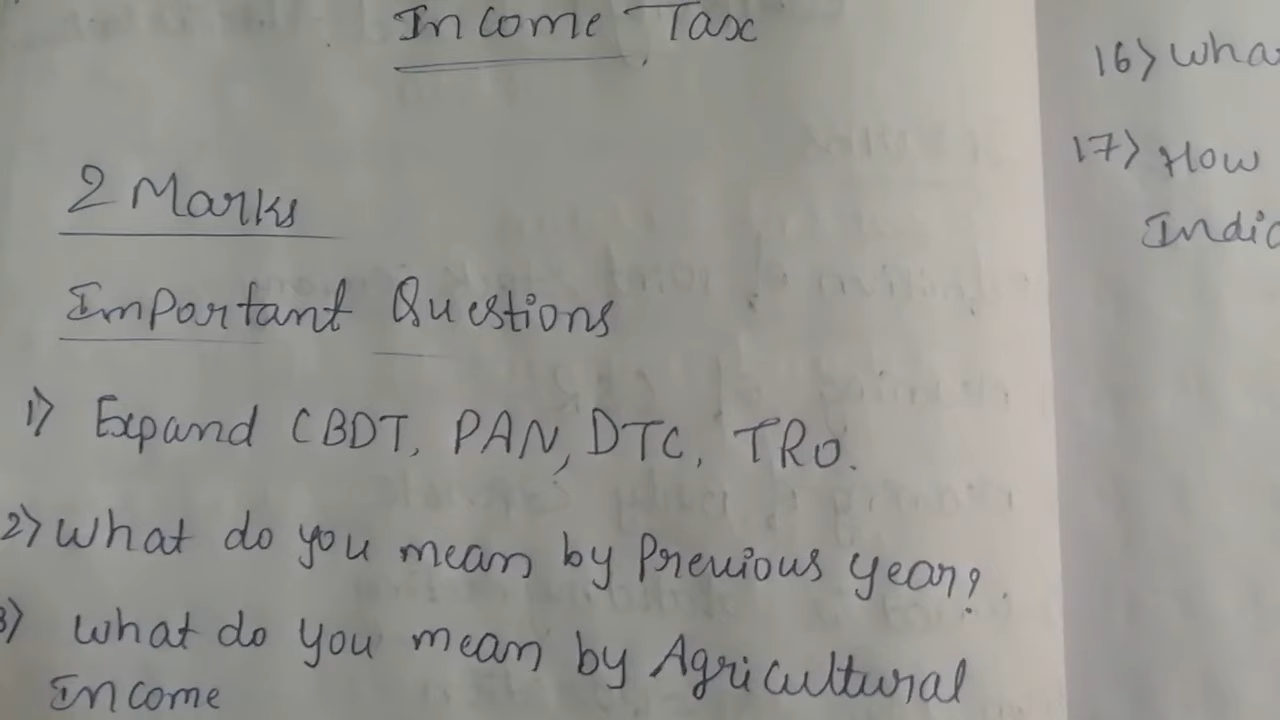 Income Tax
2 Marks
Important Questions
1) Expand CBDT, PAN, DTC, TRO.
2) What do you mean by Previous year?
3) What do you mean by Agricultural
Income
16) Wha
17) How
India